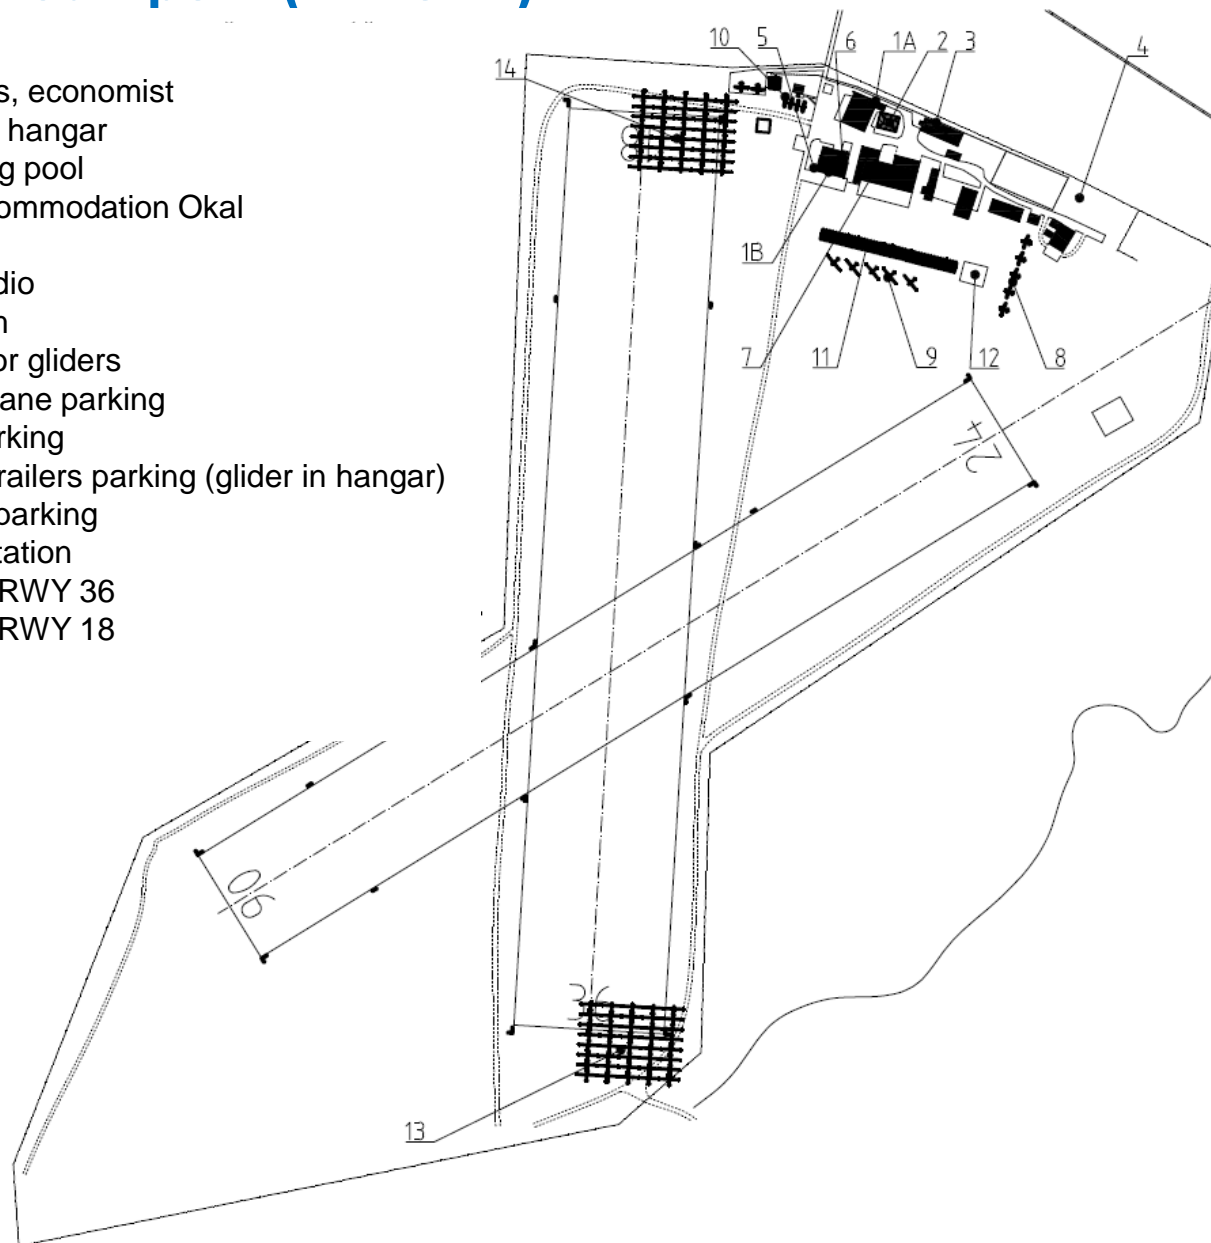 s, economist
hangar
g pool
ommodation Okal
dio
n
or gliders
ane parking
rking
railers parking (glider in hangar)
parking
tation
RWY 36
RWY 18
10
5
6
1A
2
3
4
14
1B
7
11
9
12
8
24
06
36
13